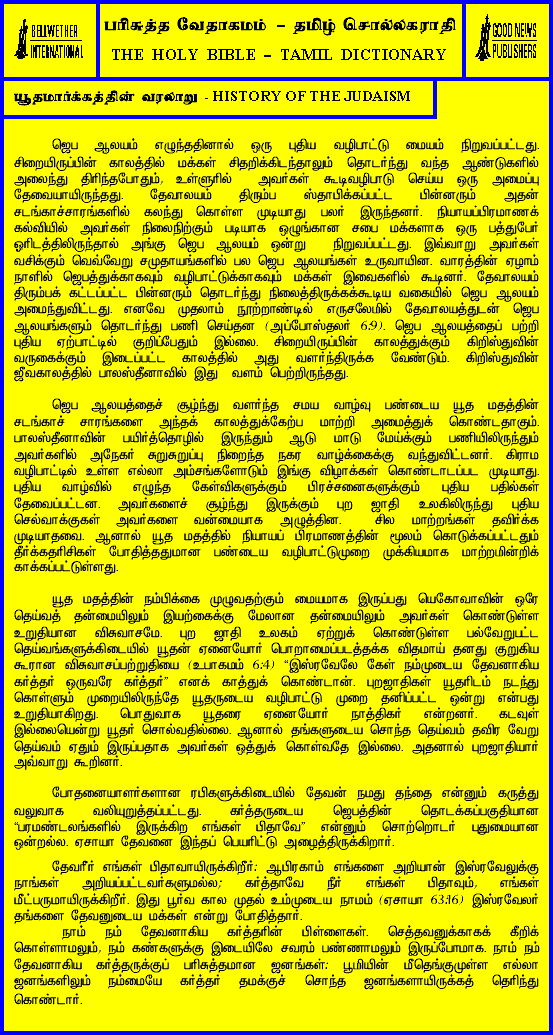 BELLWETHER
INTERNATIONAL
பரிசுத்த வேதாகமம் – தமிழ் சொல்லகராதி
THE HOLY BIBLE – TAMIL DICTIONARY
GOOD NEWS
PUBLISHERS
யூதமார்க்கத்தின் வரலாறு - HISTORY OF THE JUDAISM
ஜெப ஆலயம் எழுந்ததினால் ஒரு புதிய வழிபாட்டு மையம் நிறுவப்பட்டது.
சிறையிருப்பின் காலத்தில் மக்கள் சிதறிக்கிடந்தாலும் தொடர்ந்து வந்த ஆண்டுகளில்
அலைந்து திரிந்தபோதும், உள்ளூரில் அவர்கள் கூடிவழிபாடு செய்ய ஒரு அமைப்பு
தேவையாயிருந்தது. தேவாலயம் திரும்ப ஸ்தாபிக்கப்பட்ட பின்னரும் அதன்
சடங்காச்சாரங்களில் கலந்து கொள்ள முடியாது பலர் இருந்தனர். நியாயப்பிரமாணக்
கல்வியில் அவர்கள் நிலைநிற்கும் படியாக ஒழுங்கான சபை மக்களாக ஒரு பத்துபேர்
ஓரிடத்திலிருந்தால் அங்கு ஜெப ஆலயம் ஒன்று நிறுவப்பட்டது. இவ்வாறு அவர்கள்
வசிக்கும் வெவ்வேறு சமுதாயங்களில் பல ஜெப ஆலயங்கள் உருவாயின. வாரத்தின் ஏழாம்
நாளில் ஜெபத்துக்காகவும் வழிபாட்டுக்காகவும் மக்கள் இவைகளில் கூடினர். தேவாலயம்
திரும்பக் கட்டப்பட்ட பின்னரும் தொடர்ந்து நிலைத்திருக்கக்கூடிய வகையில் ஜெப ஆலயம்
அமைந்துவிட்டது. எனவே முதலாம் நூற்றாண்டில் எருசலேமில் தேவாலயத்துடன் ஜெப
ஆலயங்களும் தொடர்ந்து பணி செய்தன (அப்போஸ்தலர் 6:9). ஜெப ஆலயத்தைப் பற்றி
புதிய ஏற்பாட்டில் குறிப்பேதும் இல்லை. சிறையிருப்பின் காலத்துக்கும் கிறிஸ்துவின்
வருகைக்கும் இடைப்பட்ட காலத்தில் அது வளர்ந்திருக்க வேண்டும். கிறிஸ்துவின்
ஜீவகாலத்தில் பாலஸ்தீனாவில் இது வளம் பெற்றிருந்தது.
ஜெப ஆலயத்தைச் சூழ்ந்து வளர்ந்த சமய வாழ்வு பண்டைய யூத மதத்தின்
சடங்காச் சாரங்களை அந்தக் காலத்துக்கேற்ப மாற்றி அமைத்துக் கொண்டதாகும்.
பாலஸ்தீனாவின் பயிர்த்தொழில் இருந்தும் ஆடு மாடு மேய்க்கும் பணியிலிருந்தும்
அவர்களில் அநேகர் சுறுசுறுப்பு நிறைந்த நகர வாழ்க்கைக்கு வந்துவிட்டனர். கிராம
வழிபாட்டில் உள்ள எல்லா அம்சங்களோடும் இங்கு விழாக்கள் கொண்டாடப்பட முடியாது.
புதிய வாழ்வில் எழுந்த கேள்விகளுக்கும் பிரச்சனைகளுக்கும் புதிய பதில்கள்
தேவைப்பட்டன. அவர்களைச் சூழ்ந்து இருக்கும் புற ஜாதி உலகிலிருந்து புதிய
செல்வாக்குகள் அவர்களை வன்மையாக அழுத்தின. சில மாற்றங்கள் தவிர்க்க
முடியாதவை. ஆனால் யூத மதத்தில் நியாயப் பிரமாணத்தின் மூலம் கொடுக்கப்பட்டதும்
தீர்க்கதரிசிகள் போதித்ததுமான பண்டைய வழிபாட்டுமுறை முக்கியமாக மாற்றமின்றிக்
காக்கப்பட்டுள்ளது.
யூத மதத்தின் நம்பிக்கை முழுவதற்கும் மையமாக இருப்பது யெகோவாவின் ஒரே
தெய்வத் தன்மையிலும் இயற்கைக்கு மேலான தன்மையிலும் அவர்கள் கொண்டுள்ள
உறுதியான விசுவாசமே. புற ஜாதி உலகம் ஏற்றுக் கொண்டுள்ள பல்வேறுபட்ட
தெய்வங்களுக்கிடையில் யூதன் ஏனையோர் பொறாமைப்படத்தக்க விதமாய் தனது குறுகிய
கூரான விசுவாசப்பற்றுதியை (உபாகமம் 6:4) “இஸ்ரவேலே கேள் நம்முடைய தேவனாகிய
கர்த்தர் ஒருவரே கர்த்தர்” எனக் காத்துக் கொண்டான். புறஜாதிகள் யூதரிடம் நடந்து
கொள்ளும் முறையிலிருந்தே யூதருடைய வழிபாட்டு முறை தனிப்பட்ட ஒன்று என்பது
உறுதியாகிறது. பொதுவாக யூதரை ஏனையோர் நாத்திகர் என்றனர். கடவுள்
இல்லையென்று யூதர் சொல்வதில்லை. ஆனால் தங்களுடைய சொந்த தெய்வம் தவிர வேறு
தெய்வம் ஏதும் இருப்பதாக அவர்கள் ஒத்துக் கொள்வதே இல்லை. அதனால் புறஜாதியார்
அவ்வாறு கூறினர்.
போதனையாளர்களான ரபிகளுக்கிடையில் தேவன் நமது தந்தை என்னும் கருத்து
வலுவாக வலியுறுத்தப்பட்டது. கர்த்தருடைய ஜெபத்தின் தொடக்கப்பகுதியான
“பரமண்டலங்களில் இருக்கிற எங்கள் பிதாவே” என்னும் சொற்றொடர் புதுமையான
ஒன்றல்ல. ஏசாயா தேவனை இந்தப் பெயரிட்டு அழைத்திருக்கிறார்.
தேவரீர் எங்கள் பிதாவாயிருக்கிறீர்; ஆபிரகாம் எங்களை அறியான் இஸ்ரவேலுக்கு
நாங்கள் அறியப்பட்டவர்களுமல்ல; கர்த்தாவே நீர் எங்கள் பிதாவும், எங்கள்
மீட்பருமாயிருக்கிறீர். இது பூர்வ கால முதல் உம்முடைய நாமம் (ஏசாயா 63:16) இஸ்ரவேலர்
தங்களை தேவனுடைய மக்கள் என்று போதித்தார்.
நாம் நம் தேவனாகிய கர்த்தரின் பிள்ளைகள். செத்தவனுக்காகக் கீறிக்
கொள்ளாமலும், நம் கண்களுக்கு இடையிலே சவரம் பண்ணாமலும் இருப்போமாக. நாம் நம்
தேவனாகிய கர்த்தருக்குப் பரிசுத்தமான ஜனங்கள்; பூமியின் மீதெங்குமுள்ள எல்லா
ஜனங்களிலும் நம்மையே கர்த்தர் தமக்குச் சொந்த ஜனங்களாயிருக்கத் தெரிந்து
கொண்டார்.